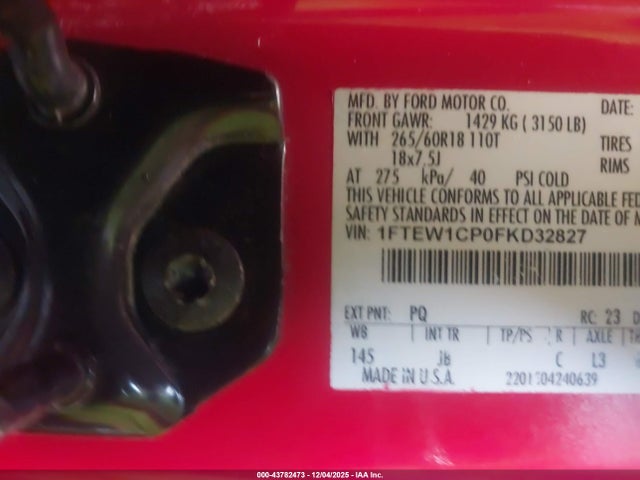 MFD. BY FORD MOTOR CO. DATE:
FRONT GAWR: 1429 KG ( 3150 LB)
WITH 265/60R18 110T TIRES
18x7.5J RIMS
AT 275 kPa/ 40 PSI COLD
THIS VEHICLE CONFORMS TO ALL APPLICABLE FED
SAFETY STANDARDS IN EFFECT ON THE DATE OF M
VIN: 1FTEW1CP0FKD32827
EXT PNT: PQ RC: 23 D
WB INT TR TP/PS R AXLE TR
145 JB C L3
MADE IN U.S.A.
000-43782473 - 12/04/2025 - IAA Inc.